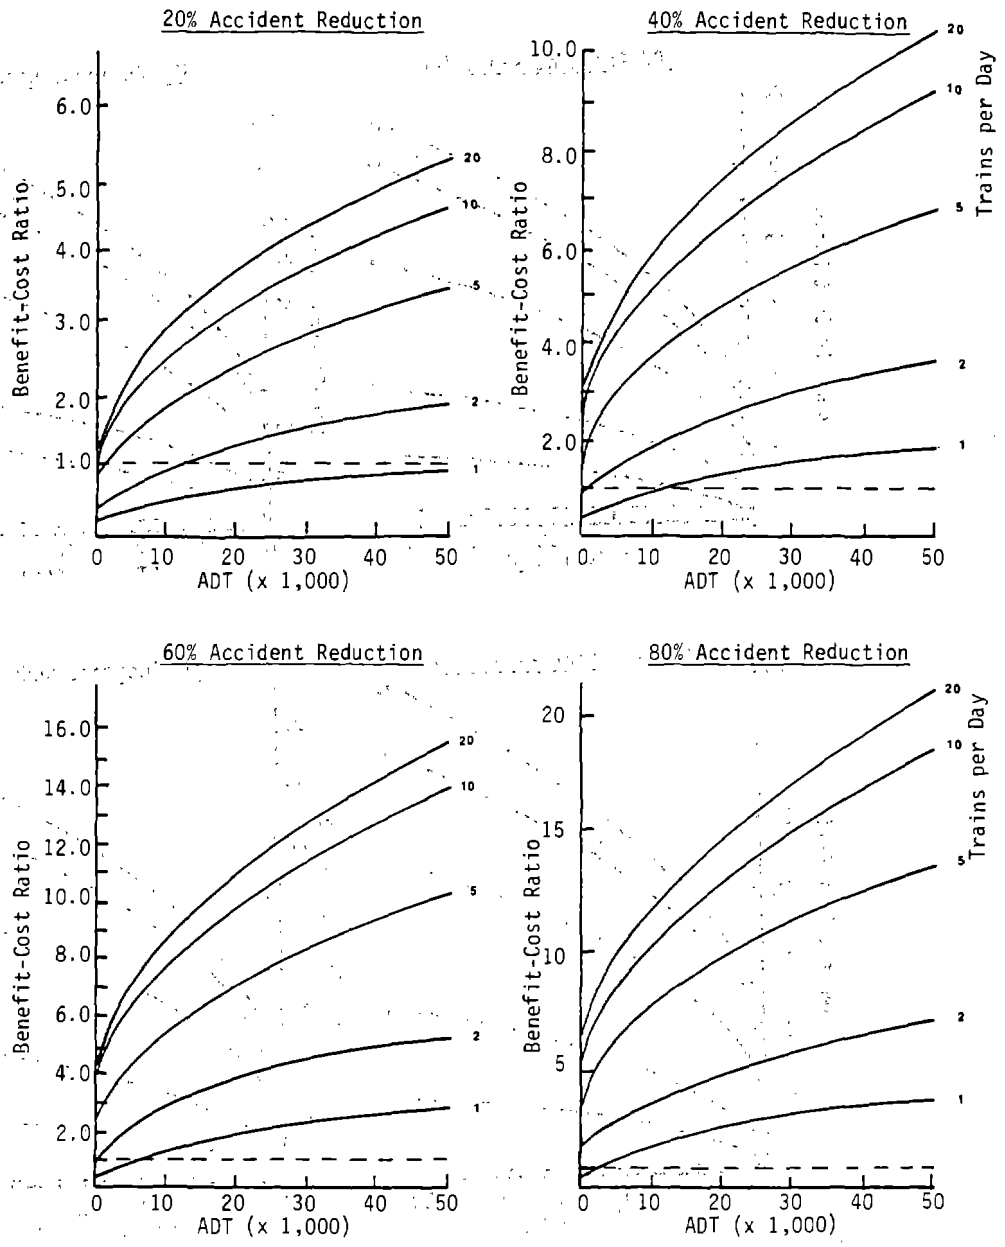 20% Accident Reduction
Benefit-Cost Ratio
6.0
5.0
4.0
3.0
2.0
1.0
20
10
5
2
1
0 10 20 30 40 50
ADT (x 1,000)
40% Accident Reduction
Benefit-Cost Ratio
10.0
8.0
6.0
4.0
2.0
20
10
5
2
1
Trains per Day
0 10 20 30 40 50
ADT (x 1,000)
60% Accident Reduction
Benefit-Cost Ratio
16.0
14.0
12.0
10.0
8.0
6.0
4.0
2.0
20
10
5
2
1
0 10 20 30 40 50
ADT (x 1,000)
80% Accident Reduction
Benefit-Cost Ratio
20
15
10
5
20
10
5
2
1
Trains per Day
0 10 20 30 40 50
ADT (x 1,000)